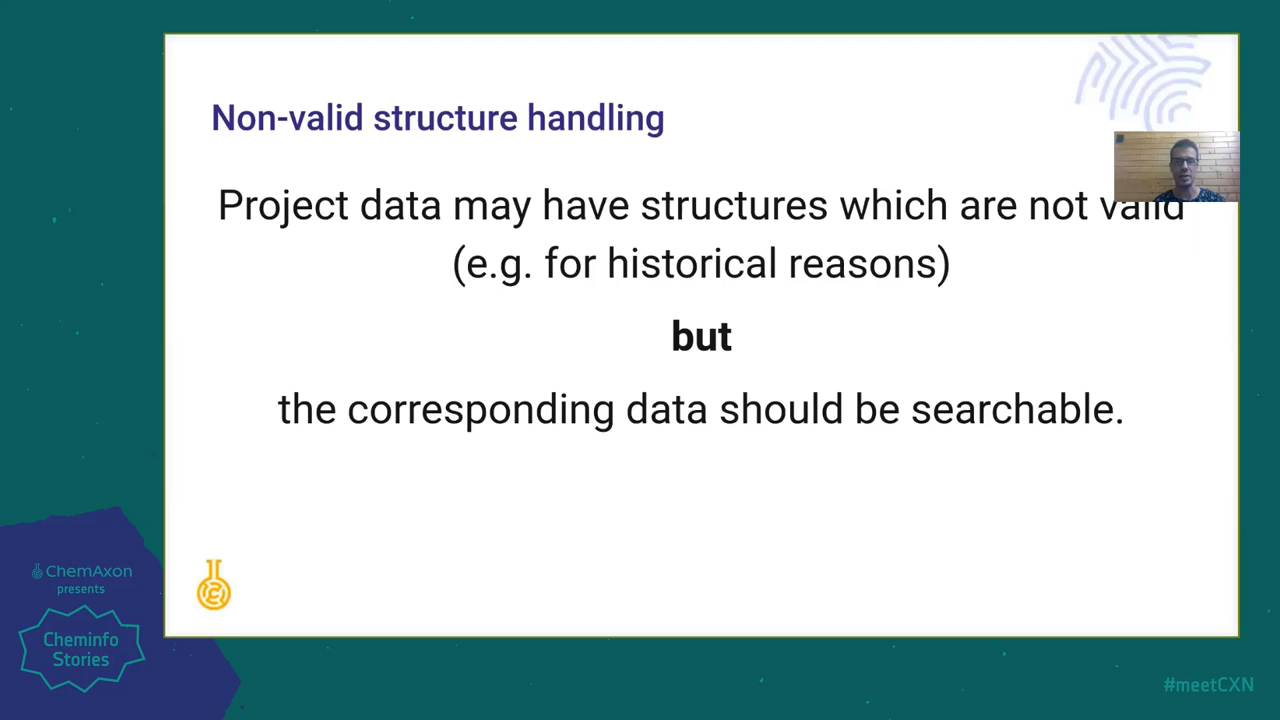 Non-valid structure handling
Project data may have structures which are not valid
(e.g. for historical reasons)
but
the corresponding data should be searchable.
ChemAxon
presents
Cheminfo
Stories
#meetCXN